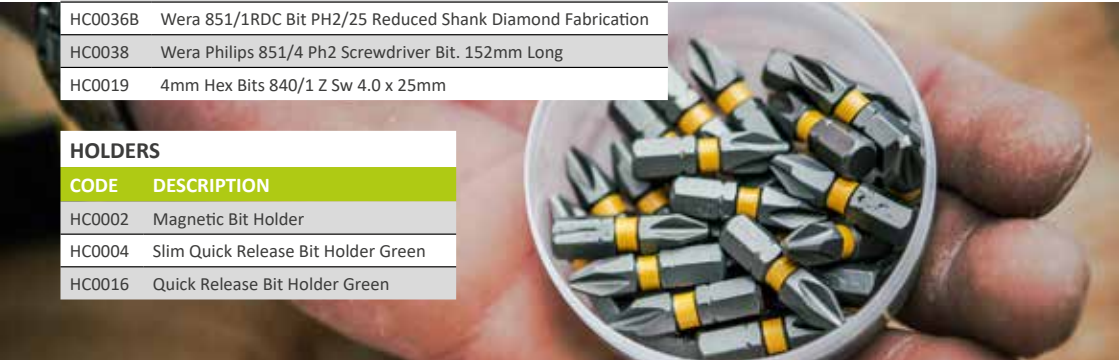 HC0036B Wera 851/1RDC Bit PH2/25 Reduced Shank Diamond Fabrication
HC0038 Wera Philips 851/4 Ph2 Screwdriver Bit. 152mm Long
HC0019 4mm Hex Bits 840/1 Z Sw 4.0 x 25mm
HOLDERS
CODE DESCRIPTION
HC0002 Magnetic Bit Holder
HC0004 Slim Quick Release Bit Holder Green
HC0016 Quick Release Bit Holder Green